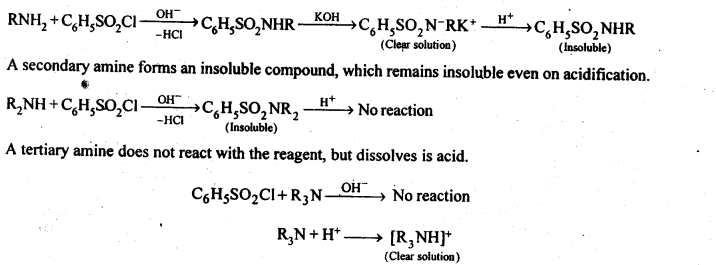 RNH₂ + C₆H₅SO₂Cl —OH⁻/−HCl→ C₆H₅SO₂NHR —KOH→ C₆H₅SO₂N⁻RK⁺ —H⁺→ C₆H₅SO₂NHR
(Clear solution) (Insoluble)
A secondary amine forms an insoluble compound, which remains insoluble even on acidification.
R₂NH + C₆H₅SO₂Cl —OH⁻/−HCl→ C₆H₅SO₂NR₂ —H⁺→ No reaction
(Insoluble)
A tertiary amine does not react with the reagent, but dissolves is acid.
C₆H₅SO₂Cl + R₃N —OH⁻→ No reaction
R₃N + H⁺ → [R₃NH]⁺
(Clear solution)